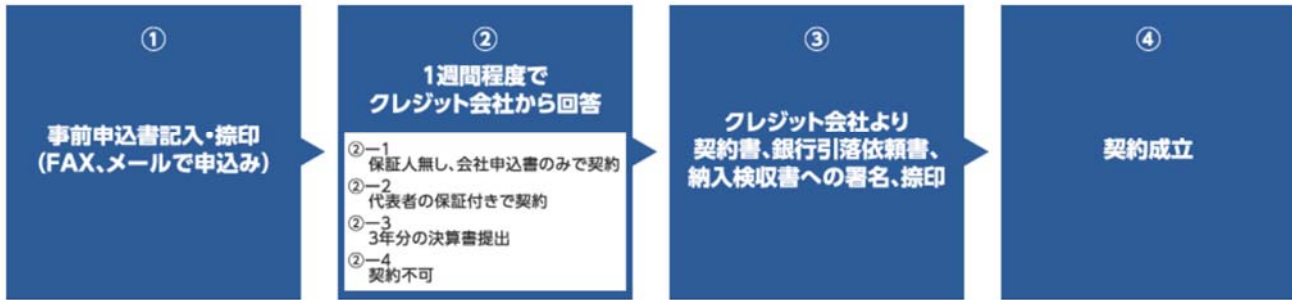 ①
事前申込書記入・捺印
(FAX、メールで申込み)
②
1週間程度で
クレジット会社から回答
②ー1
保証人無し、会社申込書のみで契約
②ー2
代表者の保証付きで契約
②ー3
3年分の決算書提出
②ー4
契約不可
③
クレジット会社より
契約書、銀行引落依頼書、
納入検収書への署名、捺印
④
契約成立